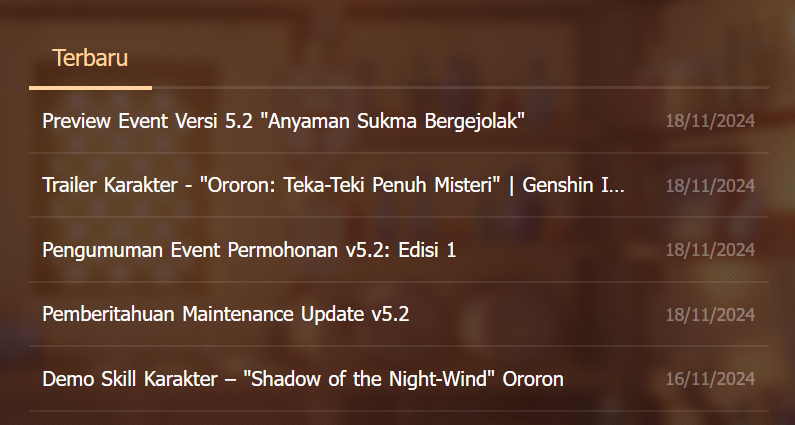 Terbaru
Preview Event Versi 5.2 "Anyaman Sukma Bergejolak" 18/11/2024
Trailer Karakter - "Ororon: Teka-Teki Penuh Misteri" | Genshin I... 18/11/2024
Pengumuman Event Permohonan v5.2: Edisi 1 18/11/2024
Pemberitahuan Maintenance Update v5.2 18/11/2024
Demo Skill Karakter – "Shadow of the Night-Wind" Ororon 16/11/2024